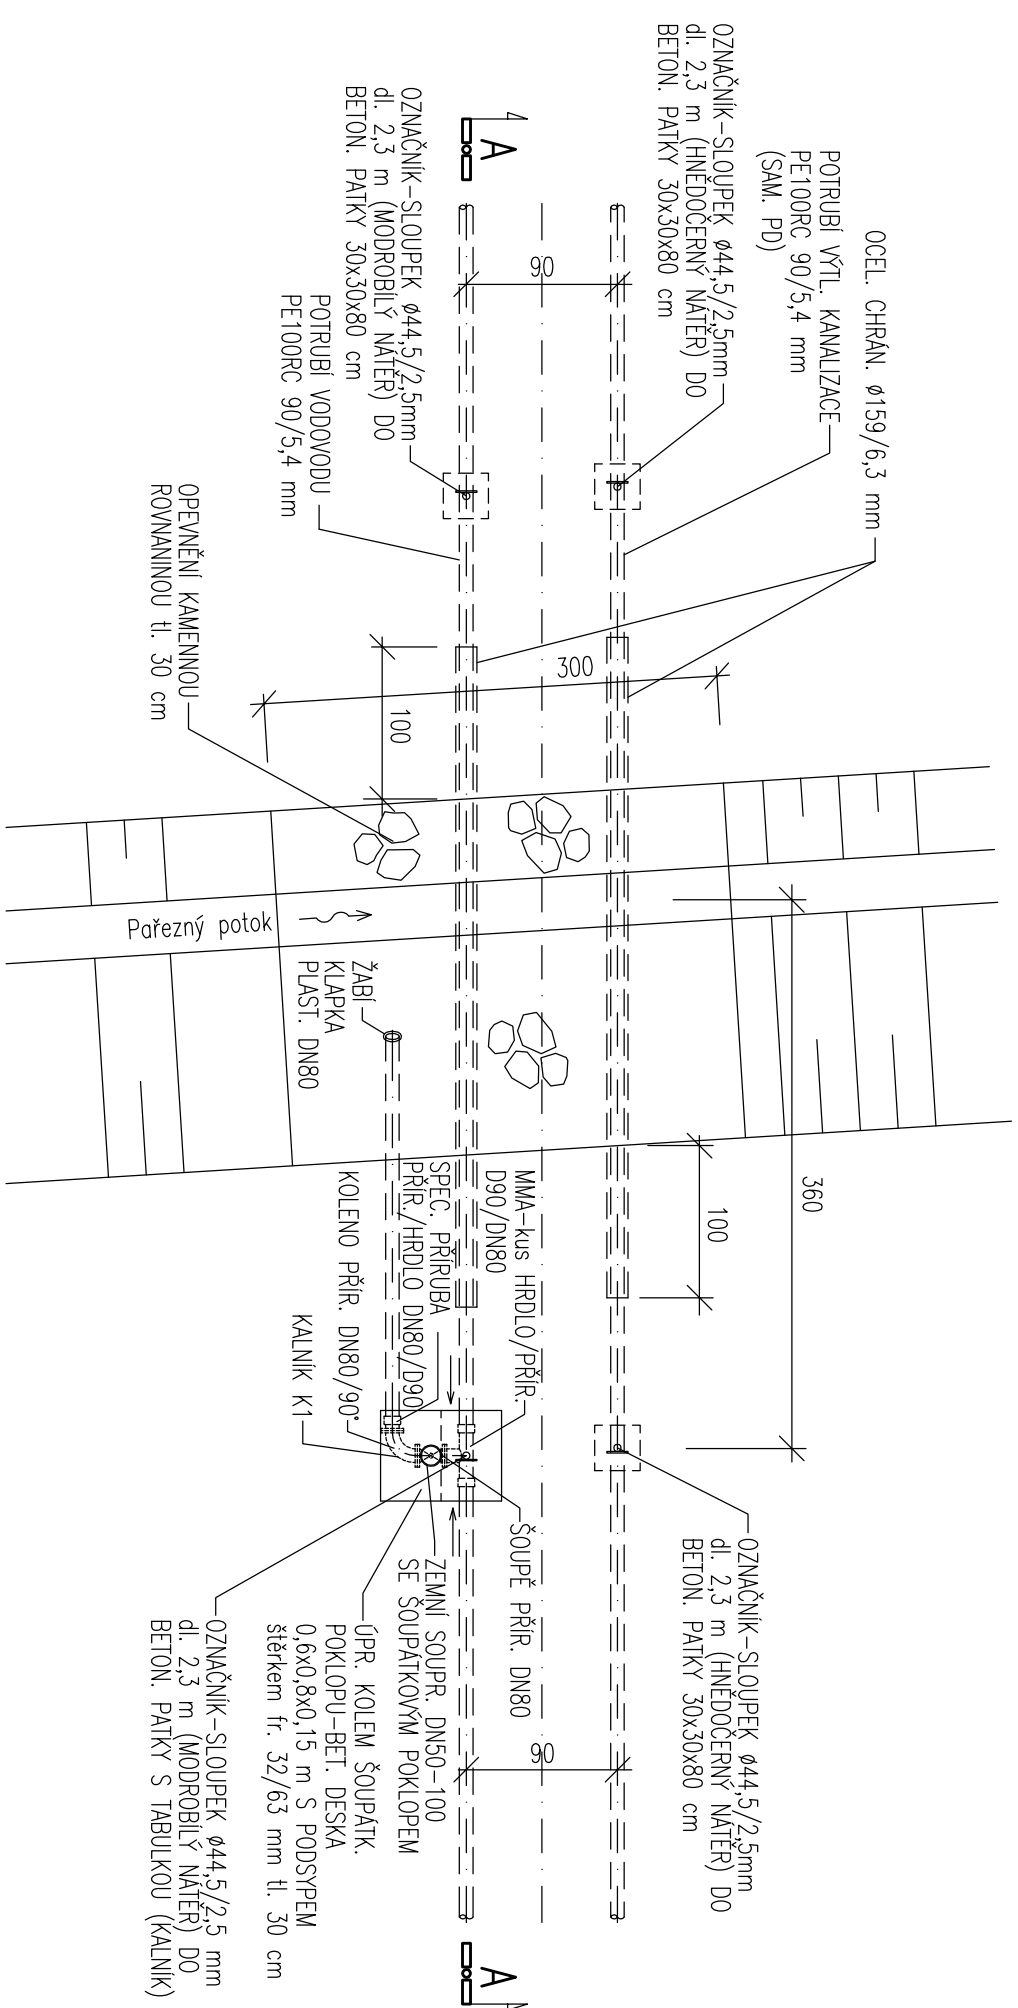 OCEL. CHRÁN. ø159/6,3 mm
POTRUBÍ VÝTL. KANALIZACE
PE100RC 90/5,4 mm
(SAM. PD)
OZNAČNÍK-SLOUPEK ø44,5/2,5mm
dl. 2,3 m (HNĚDOČERNÝ NÁTĚR) DO
BETON. PATKY 30x30x80 cm
A
OZNAČNÍK-SLOUPEK ø44,5/2,5mm
dl. 2,3 m (MODROBÍLÝ NÁTĚR) DO
BETON. PATKY 30x30x80 cm
POTRUBÍ VODOVODU
PE100RC 90/5,4 mm
OPEVNĚNÍ KAMENNOU
ROVNANINOU tl. 30 cm
90
300
100
Pařezný potok
ŽABÍ
KLAPKA
PLAST. DN80
360
100
MMA-kus HRDLO/PŘÍR.
D90/DN80
SPEC. PŘÍRUBA
PŘÍR./HRDLO DN80/D90
KOLENO PŘÍR. DN80/90°
KALNÍK K1
OZNAČNÍK-SLOUPEK ø44,5/2,5mm
dl. 2,3 m (HNĚDOČERNÝ NÁTĚR) DO
BETON. PATKY 30x30x80 cm
ŠOUPĚ PŘÍR. DN80
ZEMNÍ SOUPR. DN50-100
SE ŠOUPÁTKOVÝM POKLOPEM
ÚPR. KOLEM ŠOUPÁTK.
POKLOPU-BET. DESKA
0,6x0,8x0,15 m S PODSYPEM
štěrkem fr. 32/63 mm tl. 30 cm
OZNAČNÍK-SLOUPEK ø44,5/2,5 mm
dl. 2,3 m (MODROBÍLÝ NÁTĚR) DO
BETON. PATKY S TABULKOU (KALNÍK)
90
A